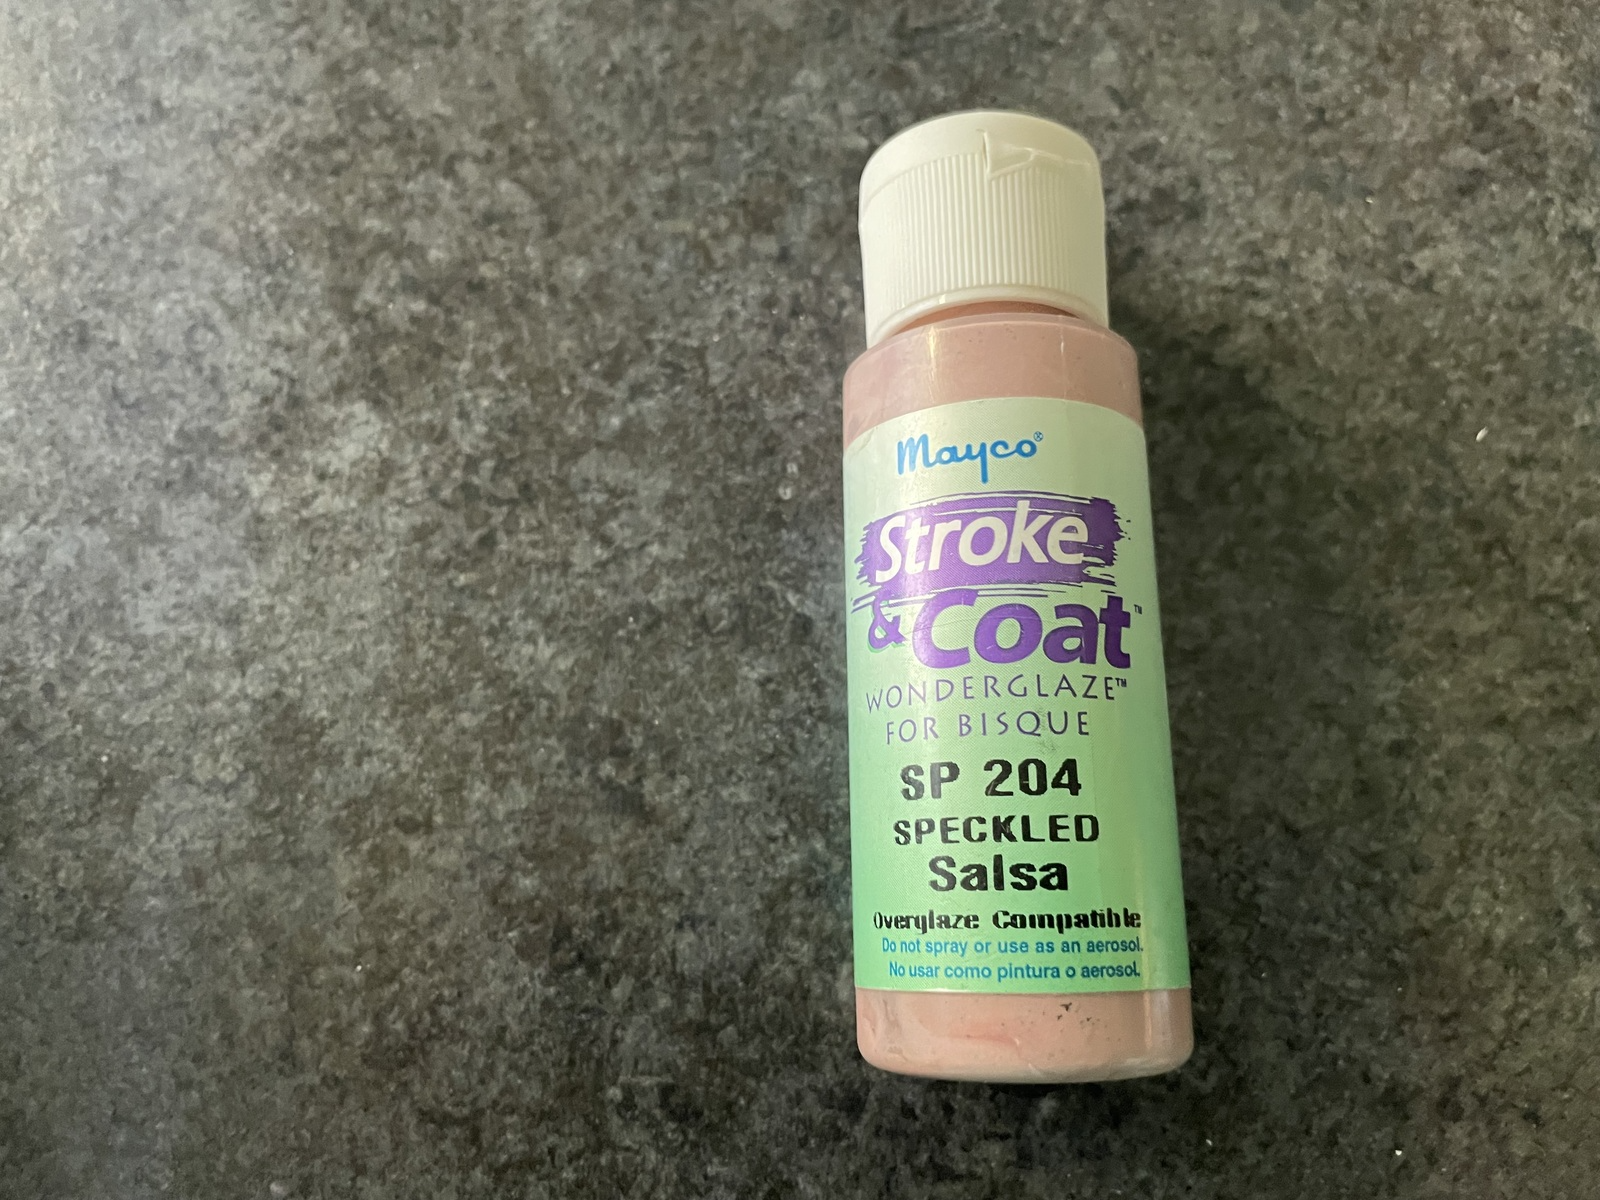 Mayco®
Stroke
& Coat™
WONDERGLAZE™
FOR BISQUE
SP 204
SPECKLED
Salsa
Overglaze Compatible
Do not spray or use as an aerosol.
No usar como pintura o aerosol.